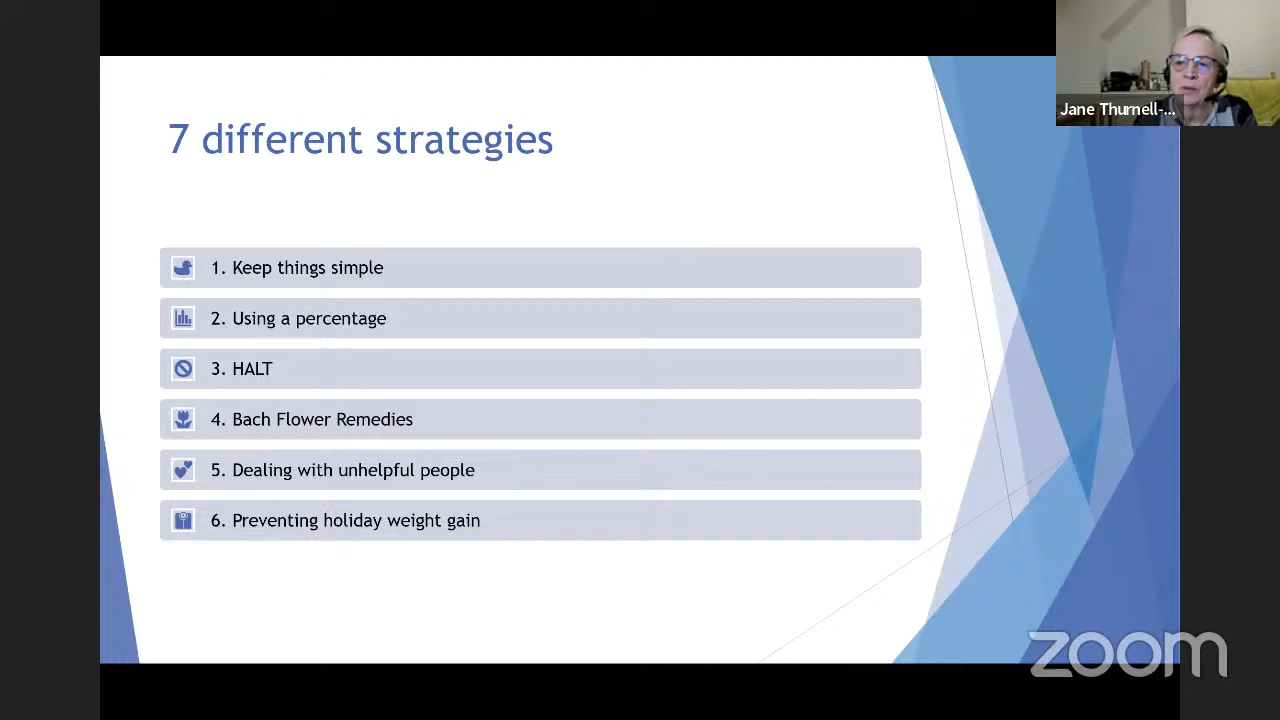 7 different strategies
1. Keep things simple
2. Using a percentage
3. HALT
4. Bach Flower Remedies
5. Dealing with unhelpful people
6. Preventing holiday weight gain
Jane Thurnell-...
zoom